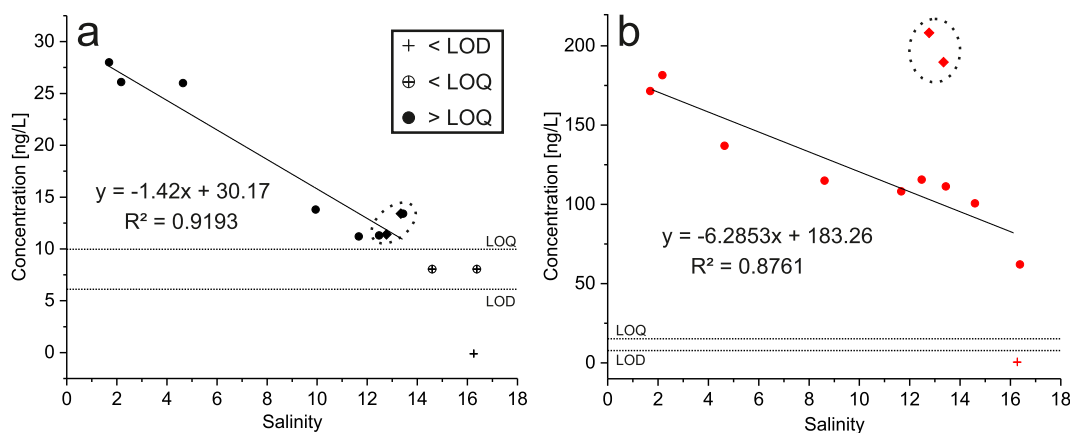 a
Concentration [ng/L]
30
25
20
15
10
5
0
+ < LOD
⊕ < LOQ
● > LOQ
y = -1.42x + 30.17
R² = 0.9193
LOQ
LOD
0 2 4 6 8 10 12 14 16 18
Salinity
b
Concentration [ng/L]
200
150
100
50
0
y = -6.2853x + 183.26
R² = 0.8761
LOQ
LOD
0 2 4 6 8 10 12 14 16 18
Salinity